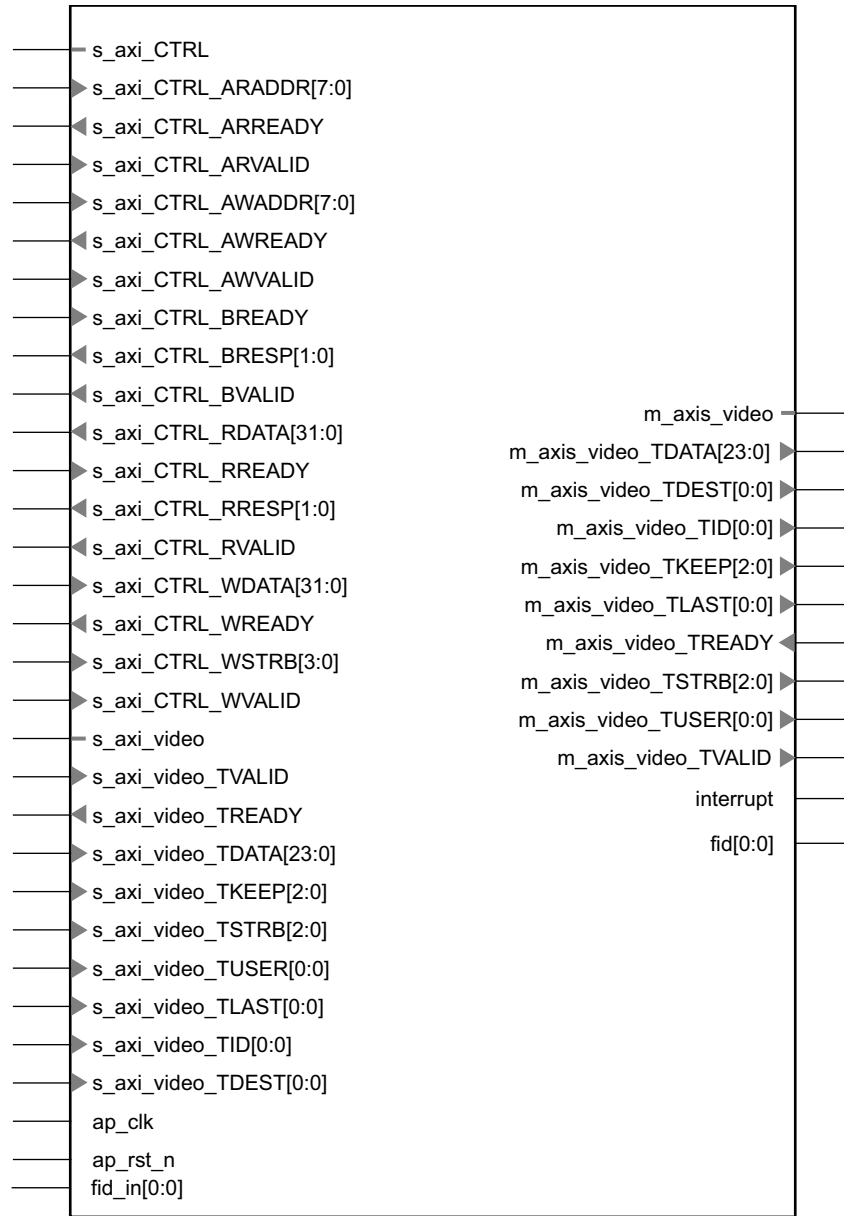 s_axi_CTRL
s_axi_CTRL_ARADDR[7:0]
s_axi_CTRL_ARREADY
s_axi_CTRL_ARVALID
s_axi_CTRL_AWADDR[7:0]
s_axi_CTRL_AWREADY
s_axi_CTRL_AWVALID
s_axi_CTRL_BREADY
s_axi_CTRL_BRESP[1:0]
s_axi_CTRL_BVALID
s_axi_CTRL_RDATA[31:0]
s_axi_CTRL_RREADY
s_axi_CTRL_RRESP[1:0]
s_axi_CTRL_RVALID
s_axi_CTRL_WDATA[31:0]
s_axi_CTRL_WREADY
s_axi_CTRL_WSTRB[3:0]
s_axi_CTRL_WVALID
s_axi_video
s_axi_video_TVALID
s_axi_video_TREADY
s_axi_video_TDATA[23:0]
s_axi_video_TKEEP[2:0]
s_axi_video_TSTRB[2:0]
s_axi_video_TUSER[0:0]
s_axi_video_TLAST[0:0]
s_axi_video_TID[0:0]
s_axi_video_TDEST[0:0]
ap_clk
ap_rst_n
fid_in[0:0]
m_axis_video
m_axis_video_TDATA[23:0]
m_axis_video_TDEST[0:0]
m_axis_video_TID[0:0]
m_axis_video_TKEEP[2:0]
m_axis_video_TLAST[0:0]
m_axis_video_TREADY
m_axis_video_TSTRB[2:0]
m_axis_video_TUSER[0:0]
m_axis_video_TVALID
interrupt
fid[0:0]